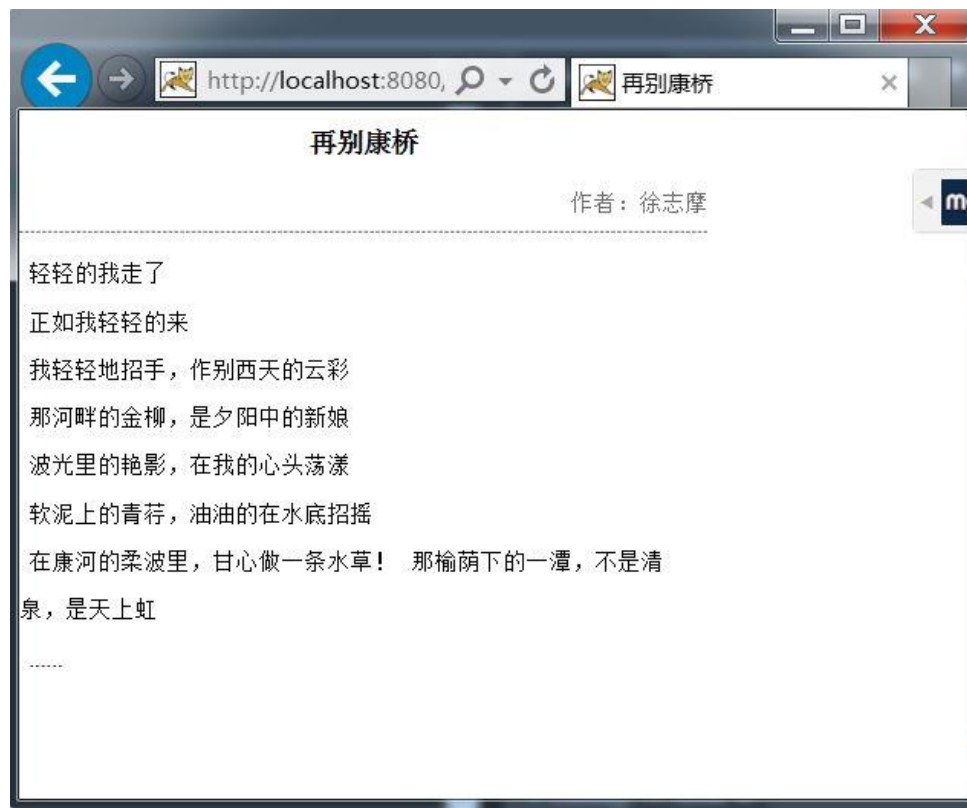 http://localhost:8080,
再别康桥
再别康桥
作者：徐志摩
轻轻的我走了
正如我轻轻的来
我轻轻地招手，作别西天的云彩
那河畔的金柳，是夕阳中的新娘
波光里的艳影，在我的心头荡漾
软泥上的青荇，油油的在水底招摇
在康河的柔波里，甘心做一条水草！ 那榆荫下的一潭，不是清
泉，是天上虹
......